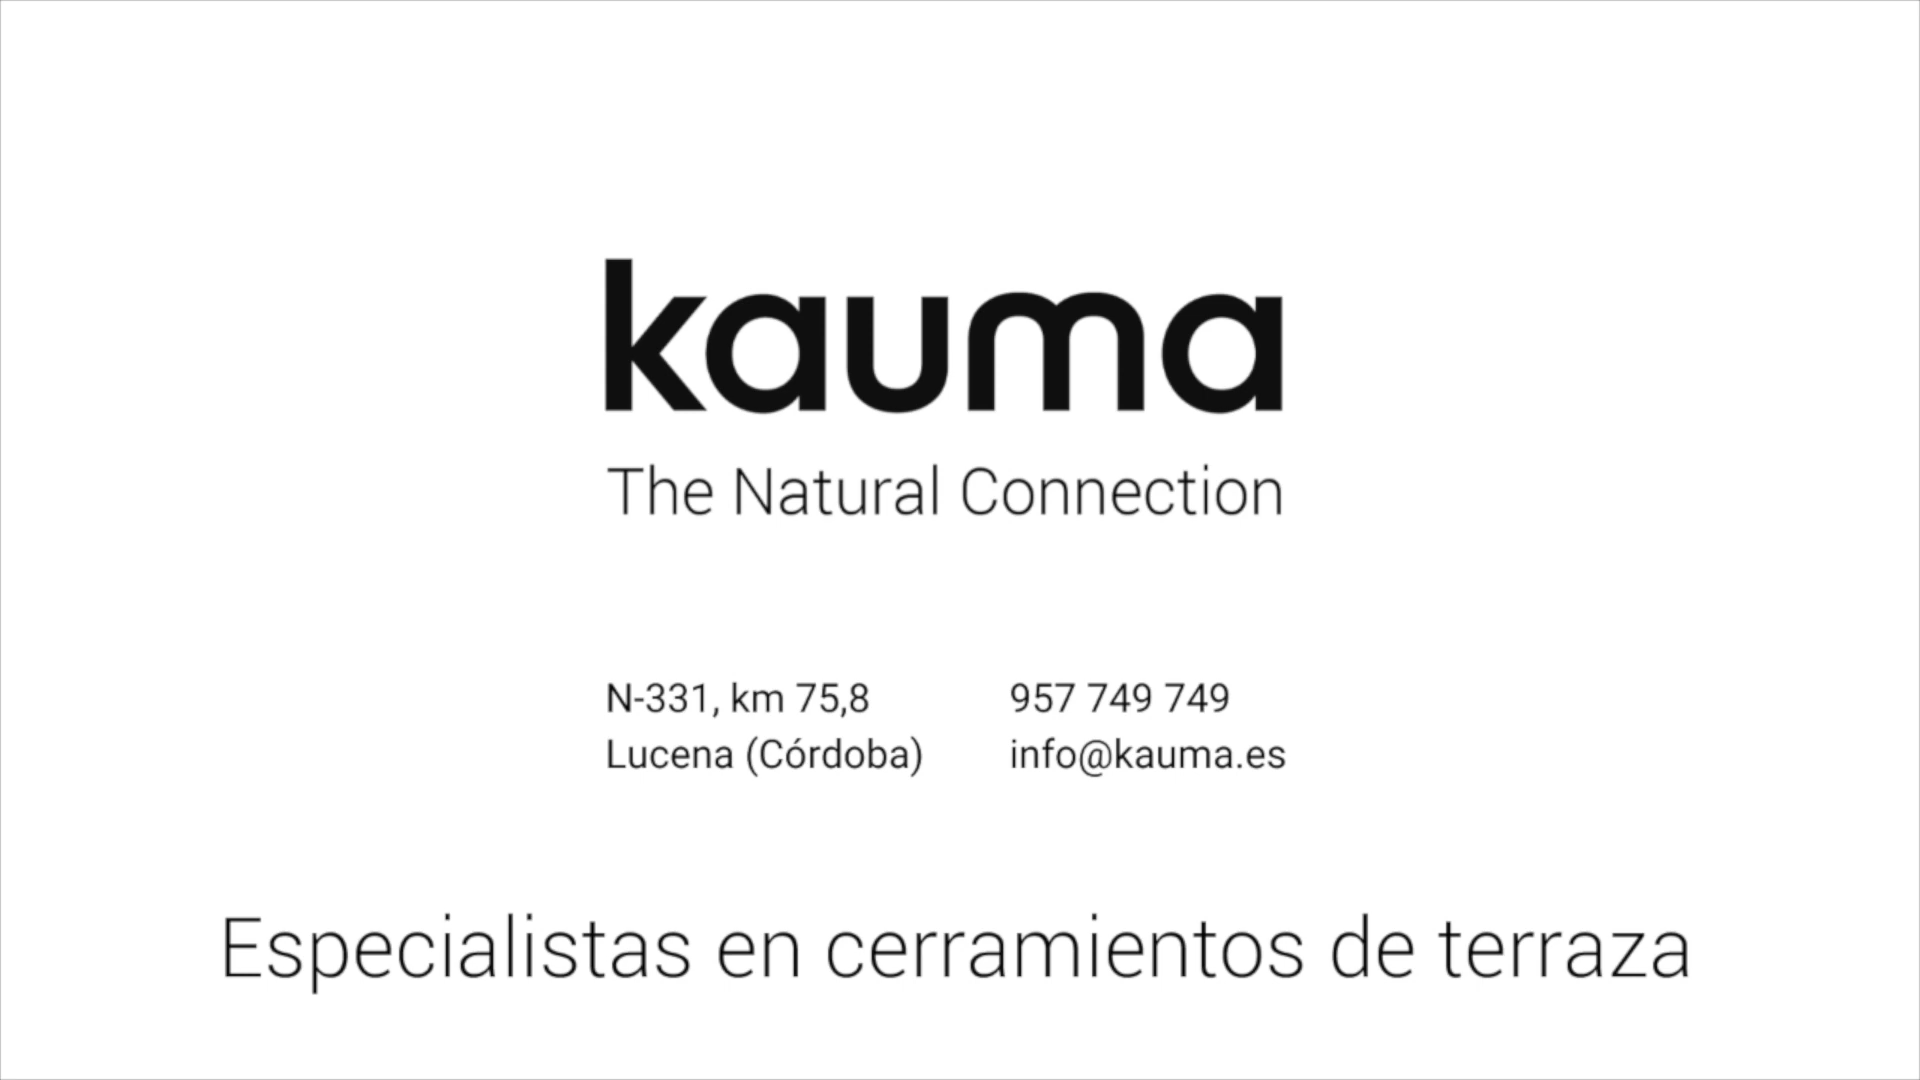 kauma
The Natural Connection
N-331, km 75,8
Lucena (Córdoba)
957 749 749
info@kauma.es
Especialistas en cerramientos de terraza